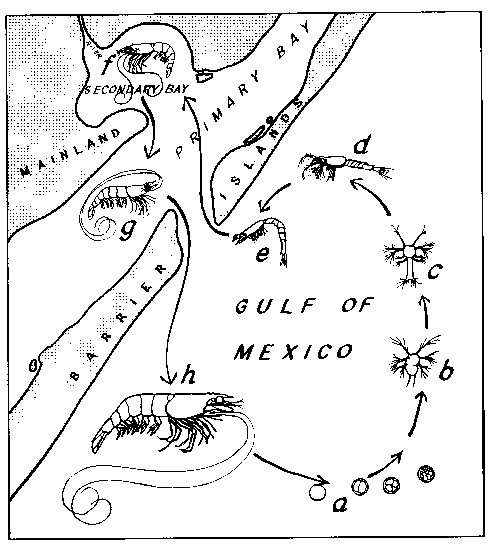 f
SECONDARY BAY
PRIMARY BAY
MAINLAND
ISLANDS
d
g
e
c
BARRIER
GULF OF
MEXICO
h
b
a